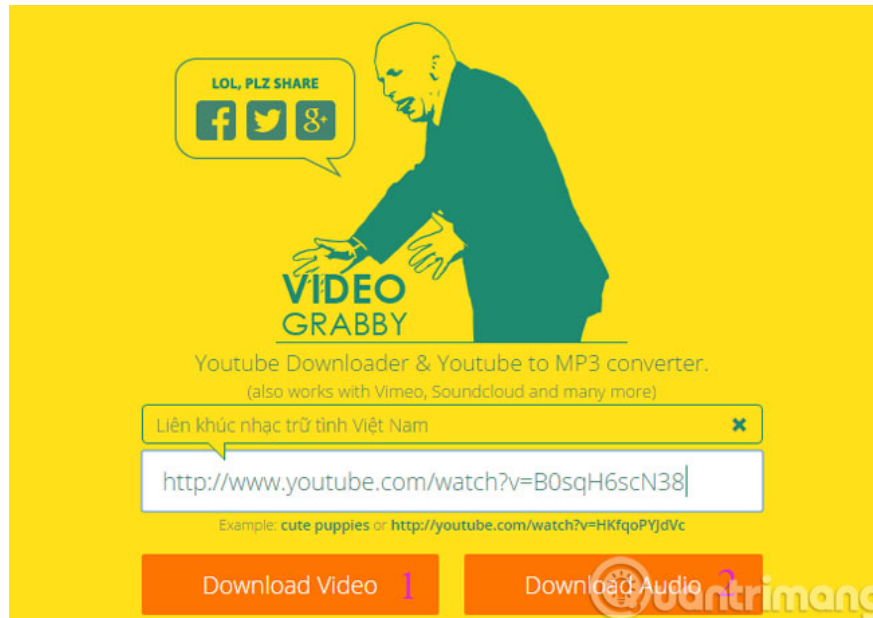 LOL, PLZ SHARE
VIDEO
GRABBY
Youtube Downloader & Youtube to MP3 converter.
(also works with Vimeo, Soundcloud and many more)
Liên khúc nhạc trữ tình Việt Nam
http://www.youtube.com/watch?v=B0sqH6scN38
Example: cute puppies or http://youtube.com/watch?v=HKfqoPYJdVc
Download Video 1 Download Audio 2
Quantrimang